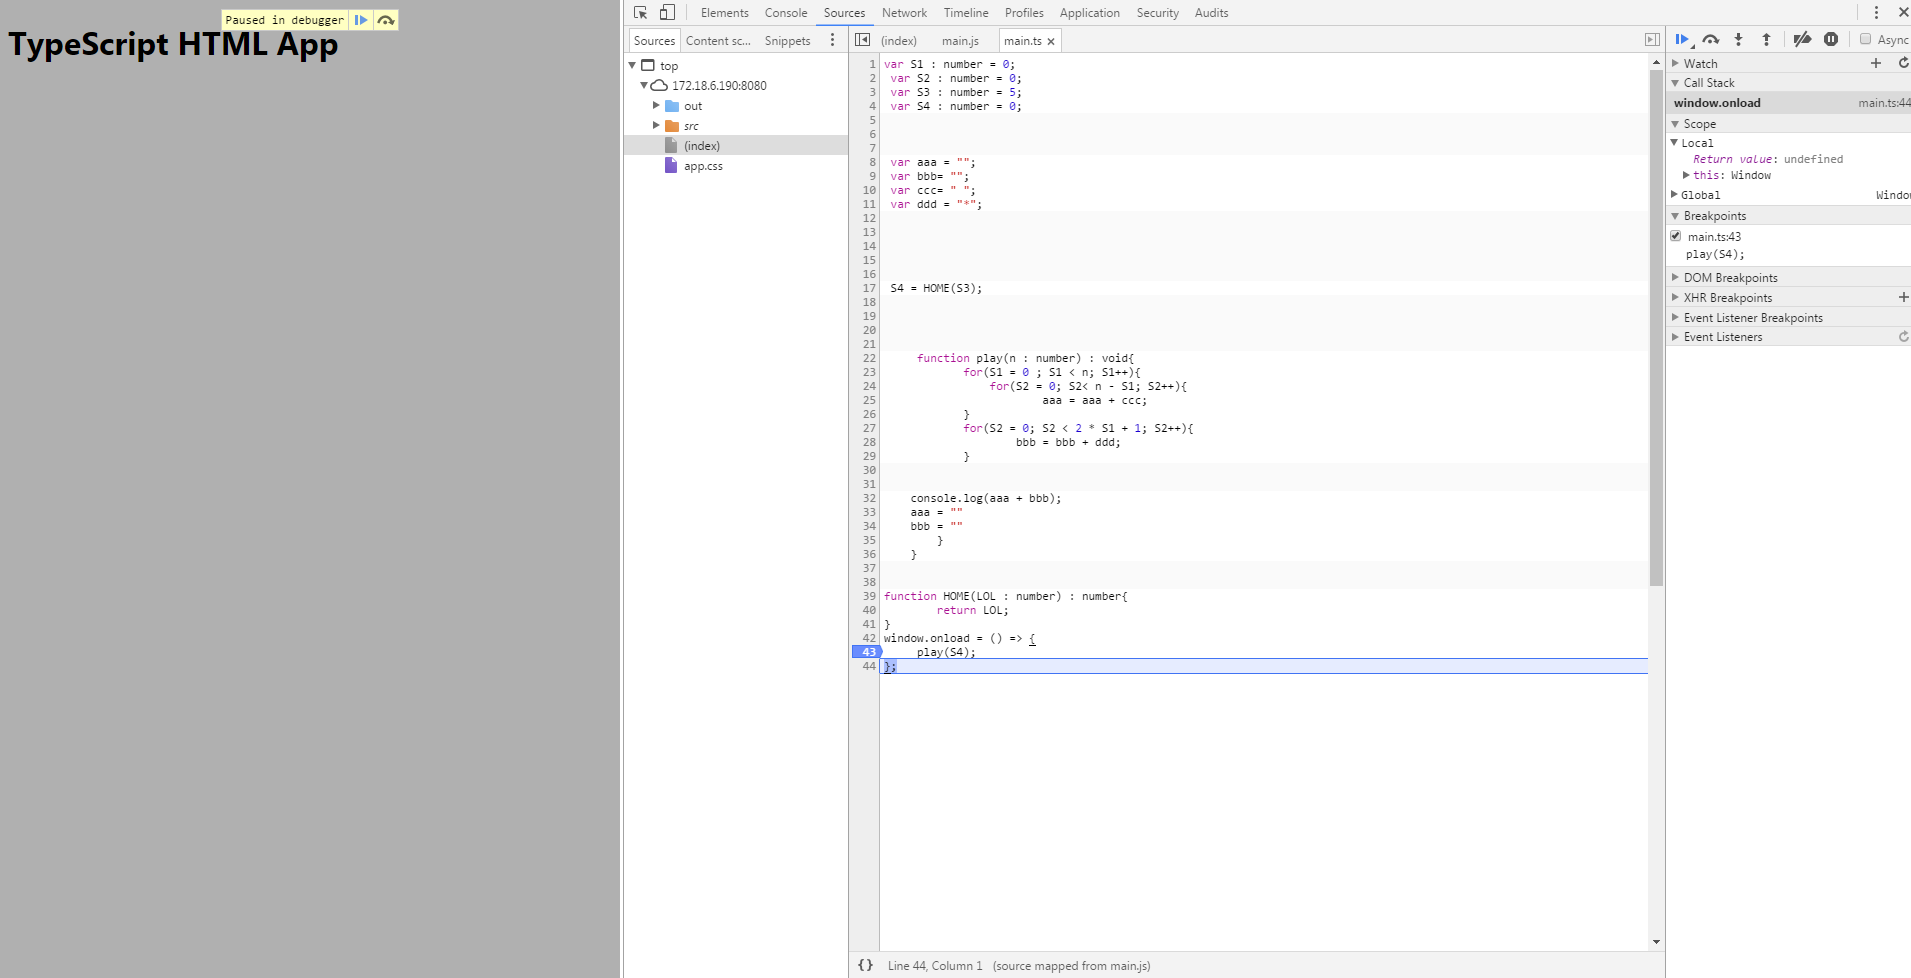 Paused in debugger
TypeScript HTML App
Elements Console Sources Network Timeline Profiles Application Security Audits
Sources Content sc... Snippets
(index) main.js main.ts
Async
top
172.18.6.190:8080
out
src
(index)
app.css
1 var S1 : number = 0;
2 var S2 : number = 0;
3 var S3 : number = 5;
4 var S4 : number = 0;
5
6
7
8 var aaa = "";
9 var bbb= "";
10 var ccc= " ";
11 var ddd = "*";
12
13
14
15
16
17 S4 = HOME(S3);
18
19
20
21
22 function play(n : number) : void{
23 for(S1 = 0 ; S1 < n; S1++){
24 for(S2 = 0; S2< n - S1; S2++){
25 aaa = aaa + ccc;
26 }
27 for(S2 = 0; S2 < 2 * S1 + 1; S2++){
28 bbb = bbb + ddd;
29 }
30
31
32 console.log(aaa + bbb);
33 aaa = ""
34 bbb = ""
35 }
36 }
37
38
39 function HOME(LOL : number) : number{
40 return LOL;
41 }
42 window.onload = () => {
43 play(S4);
44 };
{} Line 44, Column 1 (source mapped from main.js)
Watch
Call Stack
window.onload main.ts:44
Scope
Local
Return value: undefined
this: Window
Global Window
Breakpoints
main.ts:43
play(S4);
DOM Breakpoints
XHR Breakpoints
Event Listener Breakpoints
Event Listeners